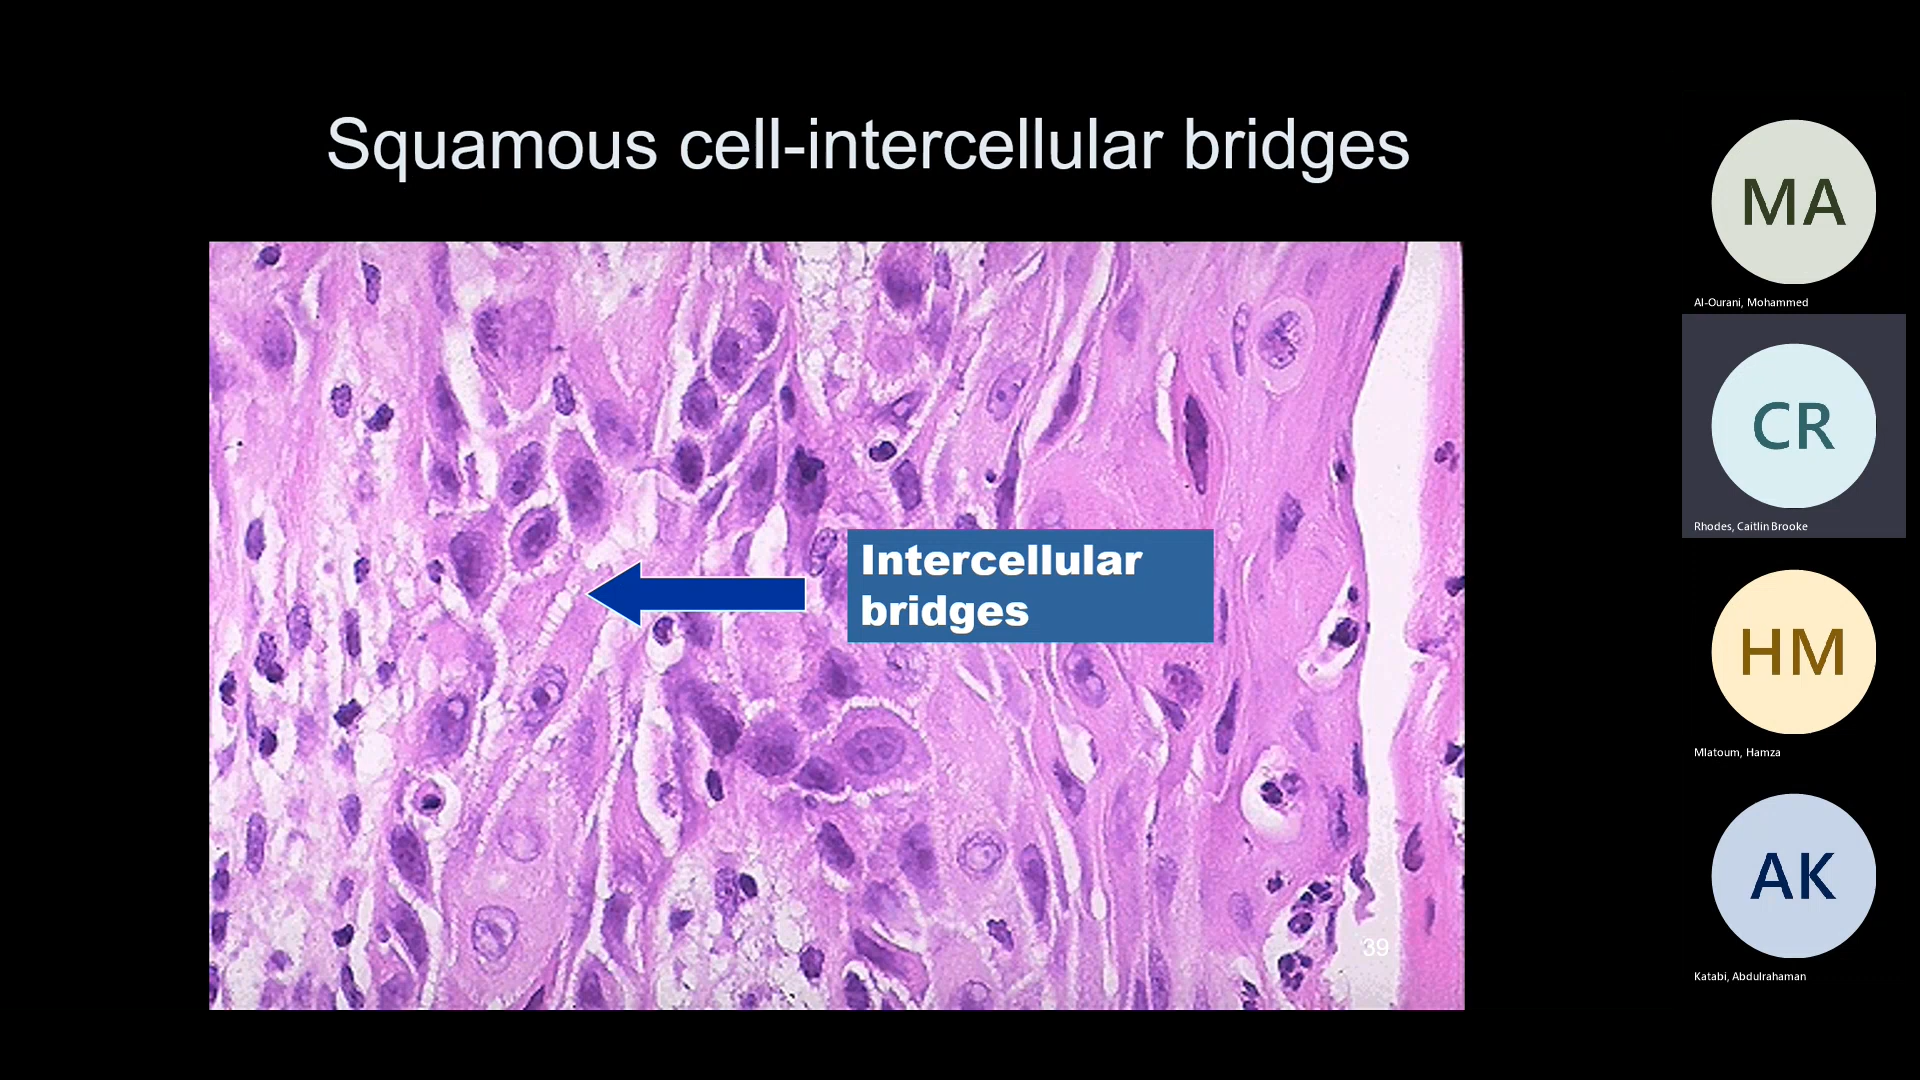 Squamous cell-intercellular bridges
Intercellular
bridges
39
MA
Al-Ourani, Mohammed
CR
Rhodes, Caitlin Brooke
HM
Mlatoum, Hamza
AK
Katabi, Abdulrahaman